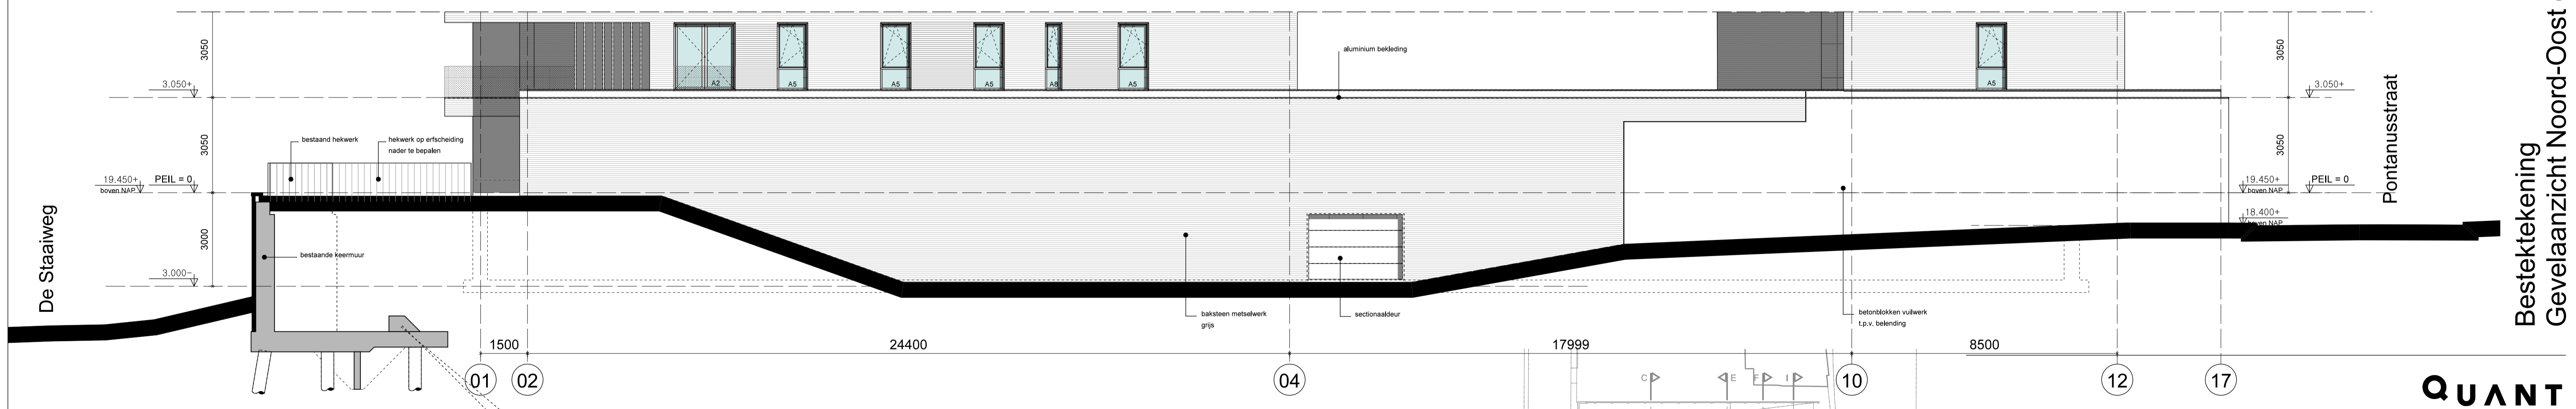 De Staaiweg
3050
3050
3000
3.050+
19.450+
boven NAP
PEIL = 0
3.000-
bestaand hekwerk
hekwerk op erfscheiding
nader te bepalen
bestaande keermuur
A2
A5
A5
A5
A8
A5
A5
aluminium bekleding
baksteen metselwerk
grijs
sectionaaldeur
betonblokken vuilwerk
t.p.v. belending
3050
3050
3.050+
19.450+
boven NAP
PEIL = 0
18.400+
boven NAP
Pontanusstraat
1500
24400
17999
8500
01
02
04
10
12
17
C
E
F
I
Bestektekening
Gevelaanzicht Noord-Oost
QUANT